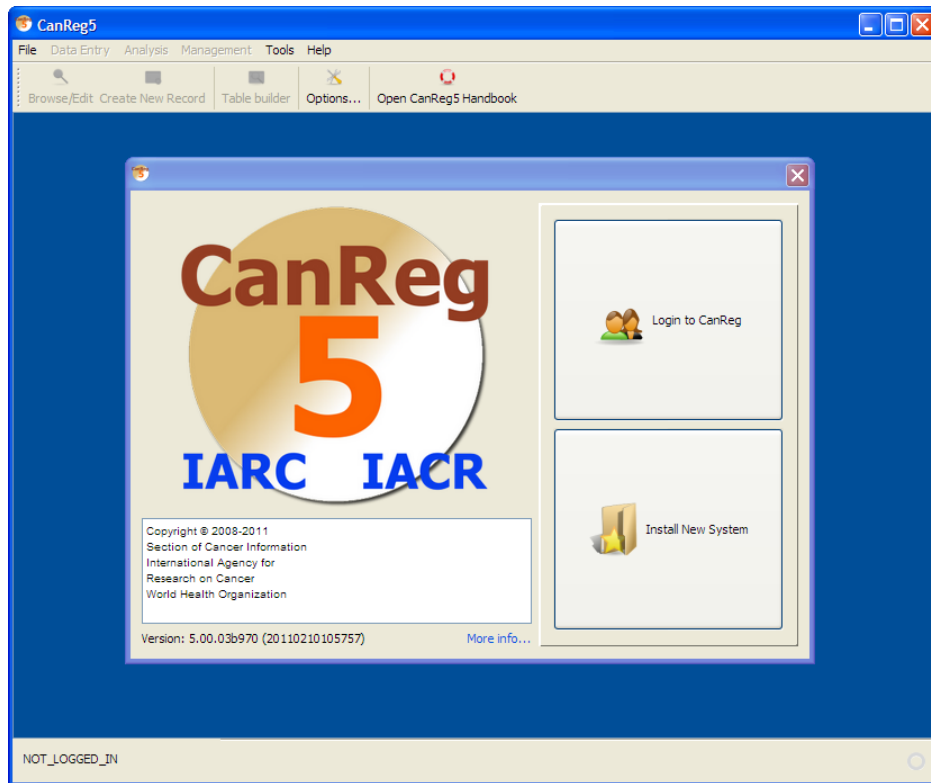 CanReg5
File Data Entry Analysis Management Tools Help
Browse/Edit Create New Record Table builder Options... Open CanReg5 Handbook
CanReg
5
IARC IACR
Login to CanReg
Install New System
Copyright © 2008-2011
Section of Cancer Information
International Agency for
Research on Cancer
World Health Organization
Version: 5.00.03b970 (20110210105757) More info...
NOT_LOGGED_IN